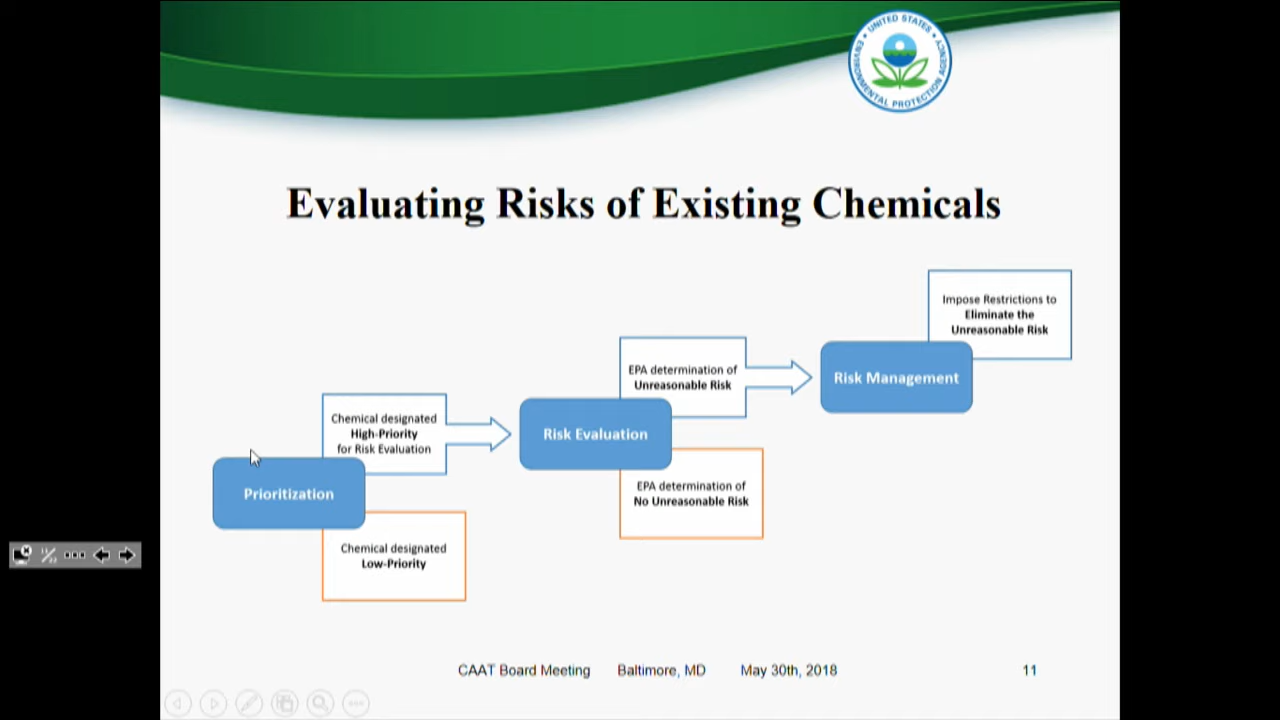 UNITED STATES
ENVIRONMENTAL PROTECTION AGENCY
Evaluating Risks of Existing Chemicals
Impose Restrictions to
Eliminate the
Unreasonable Risk
Risk Management
EPA determination of
Unreasonable Risk
Risk Evaluation
EPA determination of
No Unreasonable Risk
Chemical designated
High-Priority
for Risk Evaluation
Prioritization
Chemical designated
Low-Priority
CAAT Board Meeting Baltimore, MD May 30th, 2018 11